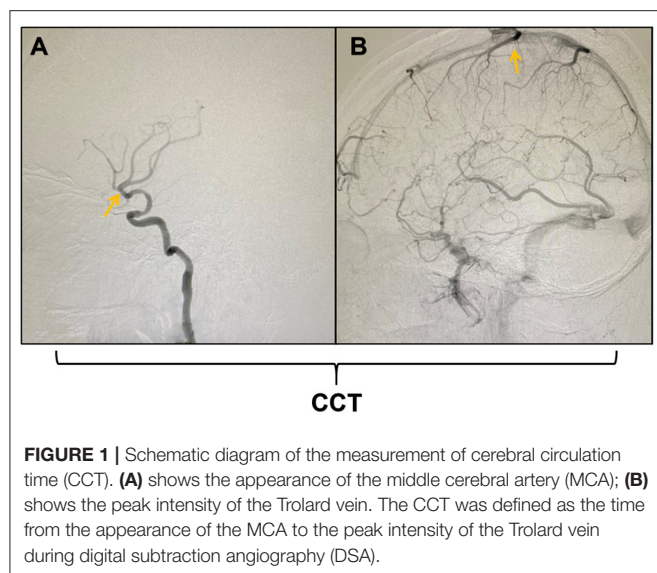 A
B
CCT
FIGURE 1 | Schematic diagram of the measurement of cerebral circulation
time (CCT). (A) shows the appearance of the middle cerebral artery (MCA); (B)
shows the peak intensity of the Trolard vein. The CCT was defined as the time
from the appearance of the MCA to the peak intensity of the Trolard vein
during digital subtraction angiography (DSA).